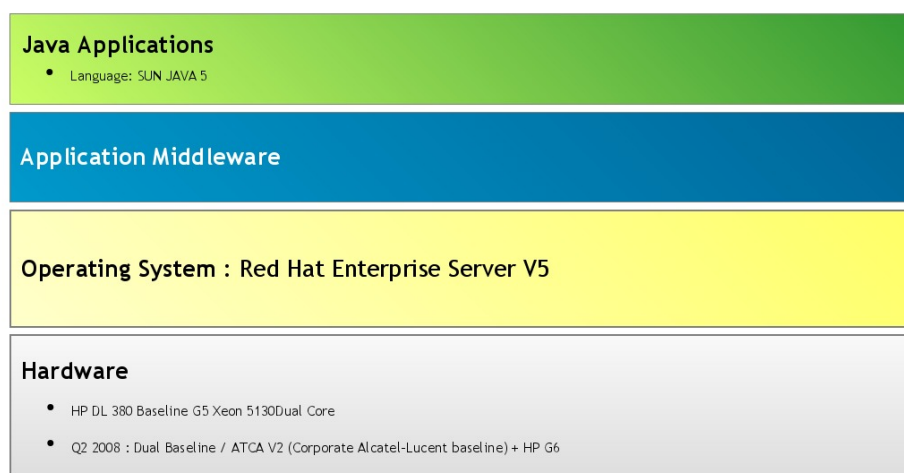 Java Applications
• Language: SUN JAVA 5
Application Middleware
Operating System : Red Hat Enterprise Server V5
Hardware
• HP DL 380 Baseline G5 Xeon 5130Dual Core
• Q2 2008 : Dual Baseline / ATCA V2 (Corporate Alcatel-Lucent baseline) + HP G6